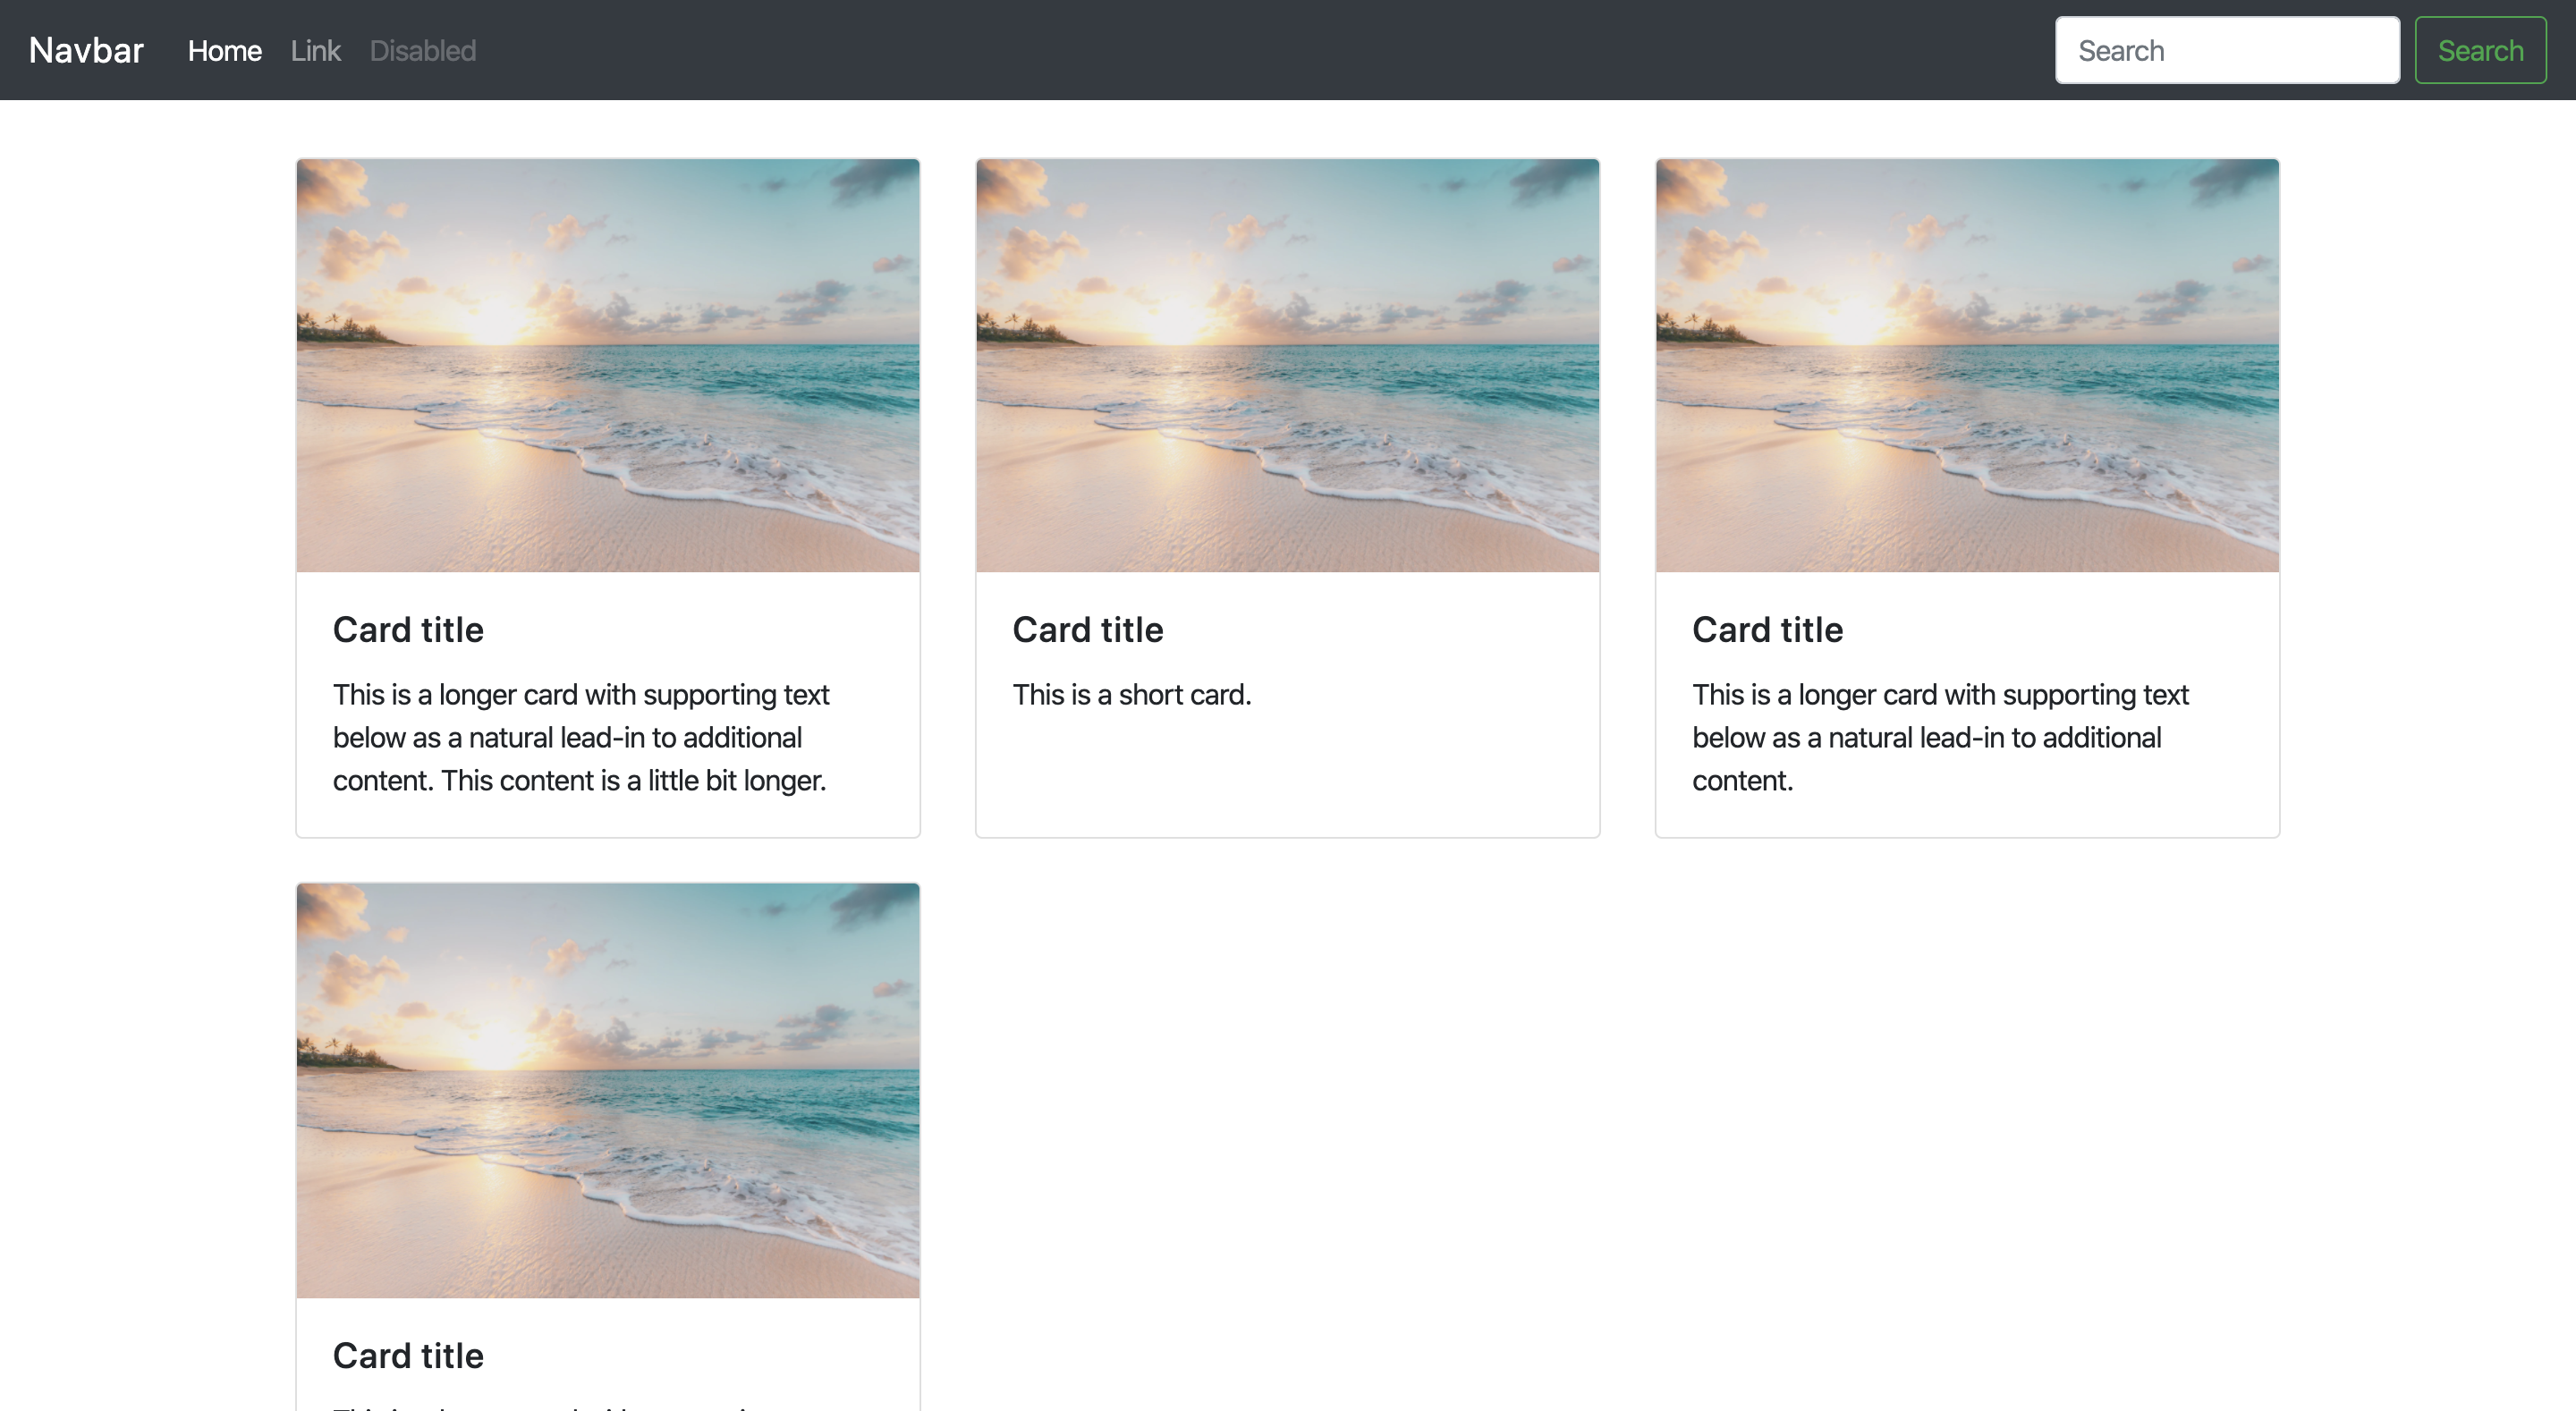 Navbar Home Link Disabled Search Search
Card title
This is a longer card with supporting text
below as a natural lead-in to additional
content. This content is a little bit longer.
Card title
This is a short card.
Card title
This is a longer card with supporting text
below as a natural lead-in to additional
content.
Card title